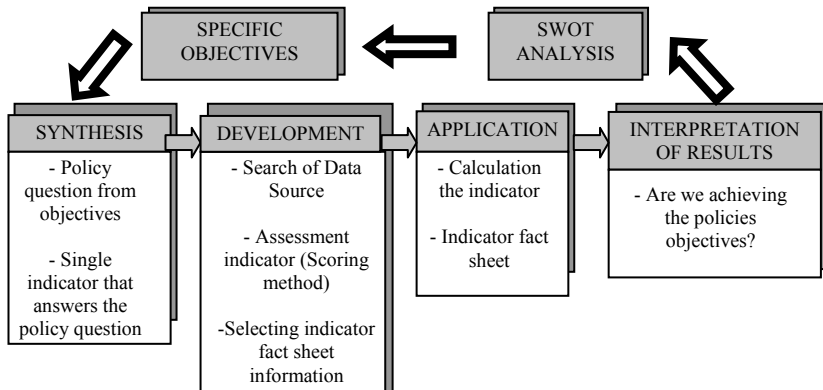 SPECIFIC
OBJECTIVES
SWOT
ANALYSIS
SYNTHESIS
- Policy
question from
objectives
- Single
indicator that
answers the
policy question
DEVELOPMENT
- Search of Data
Source
- Assessment
indicator (Scoring
method)
-Selecting indicator
fact sheet
information
APPLICATION
- Calculation
the indicator
- Indicator fact
sheet
INTERPRETATION
OF RESULTS
- Are we achieving
the policies
objectives?